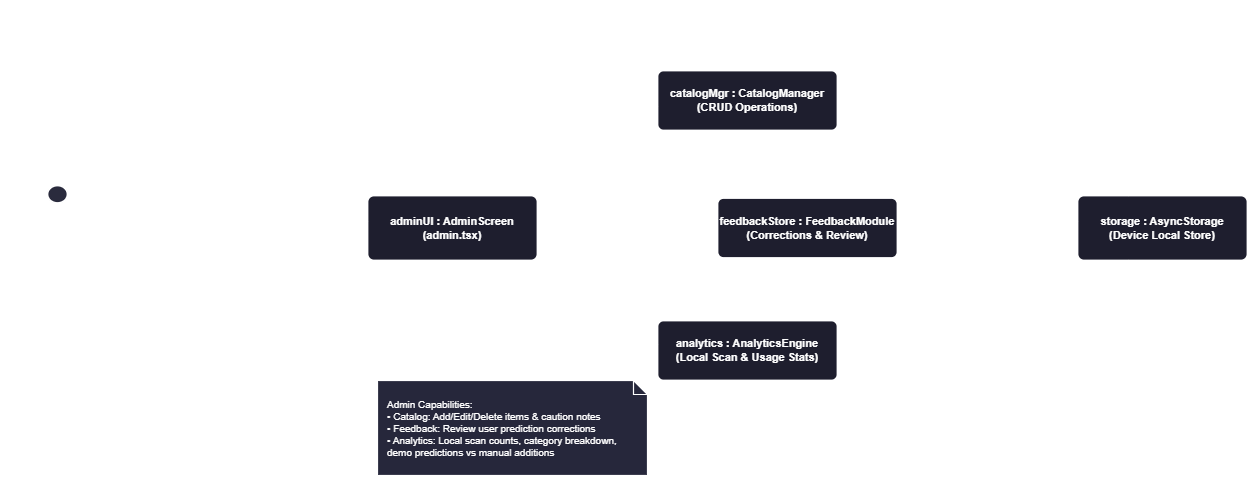 catalogMgr : CatalogManager
(CRUD Operations)
adminUI : AdminScreen
(admin.tsx)
feedbackStore : FeedbackModule
(Corrections & Review)
storage : AsyncStorage
(Device Local Store)
analytics : AnalyticsEngine
(Local Scan & Usage Stats)
Admin Capabilities:
• Catalog: Add/Edit/Delete items & caution notes
• Feedback: Review user prediction corrections
• Analytics: Local scan counts, category breakdown,
demo predictions vs manual additions